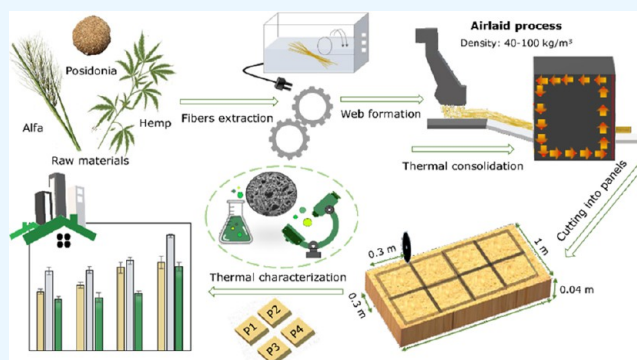 Posidonia
Alfa
Hemp
Raw materials
Fibers extraction
Web formation
Airlaid process
Density: 40-100 kg/m³
Thermal consolidation
Cutting into panels
0.3 m
0.3 m
1 m
0.04 m
Thermal characterization
P1
P2
P3
P4